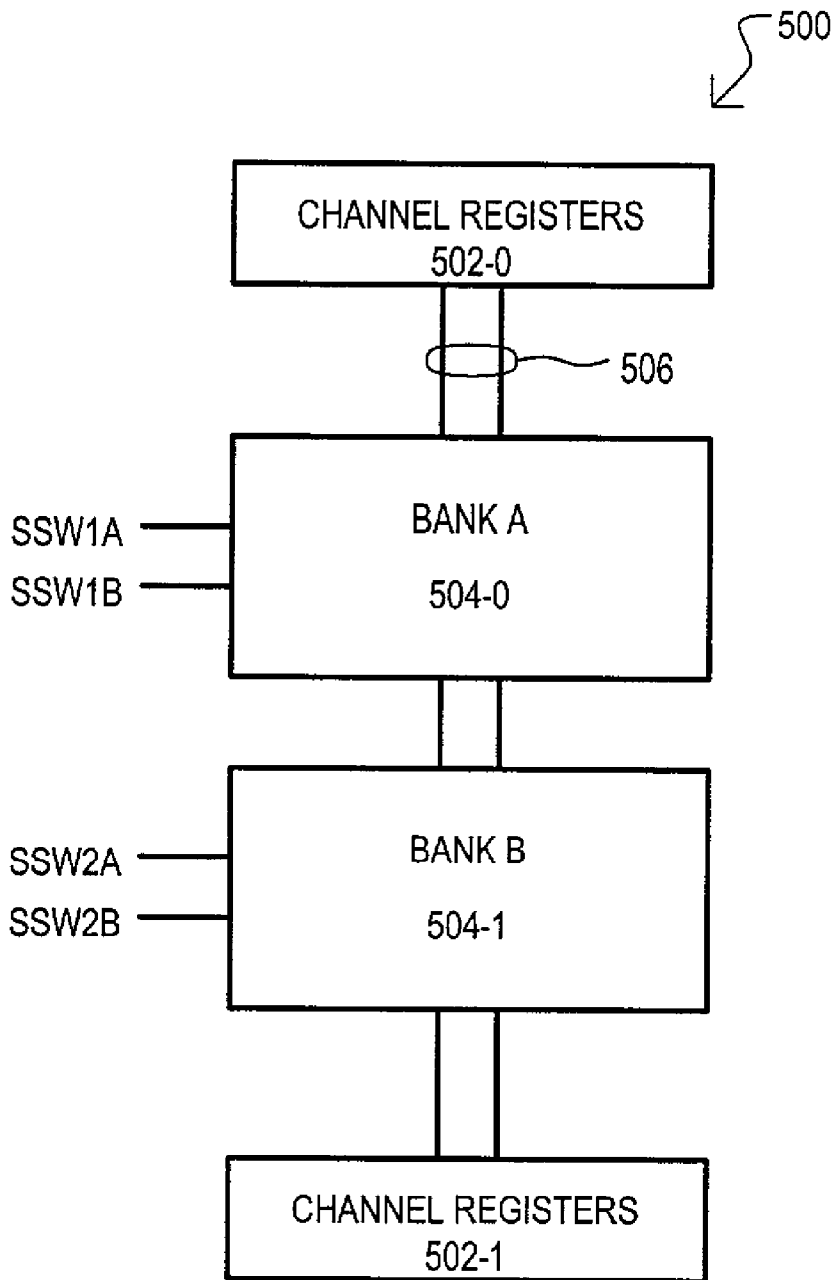 500
CHANNEL REGISTERS
502-0
506
SSW1A
SSW1B
BANK A
504-0
SSW2A
SSW2B
BANK B
504-1
CHANNEL REGISTERS
502-1